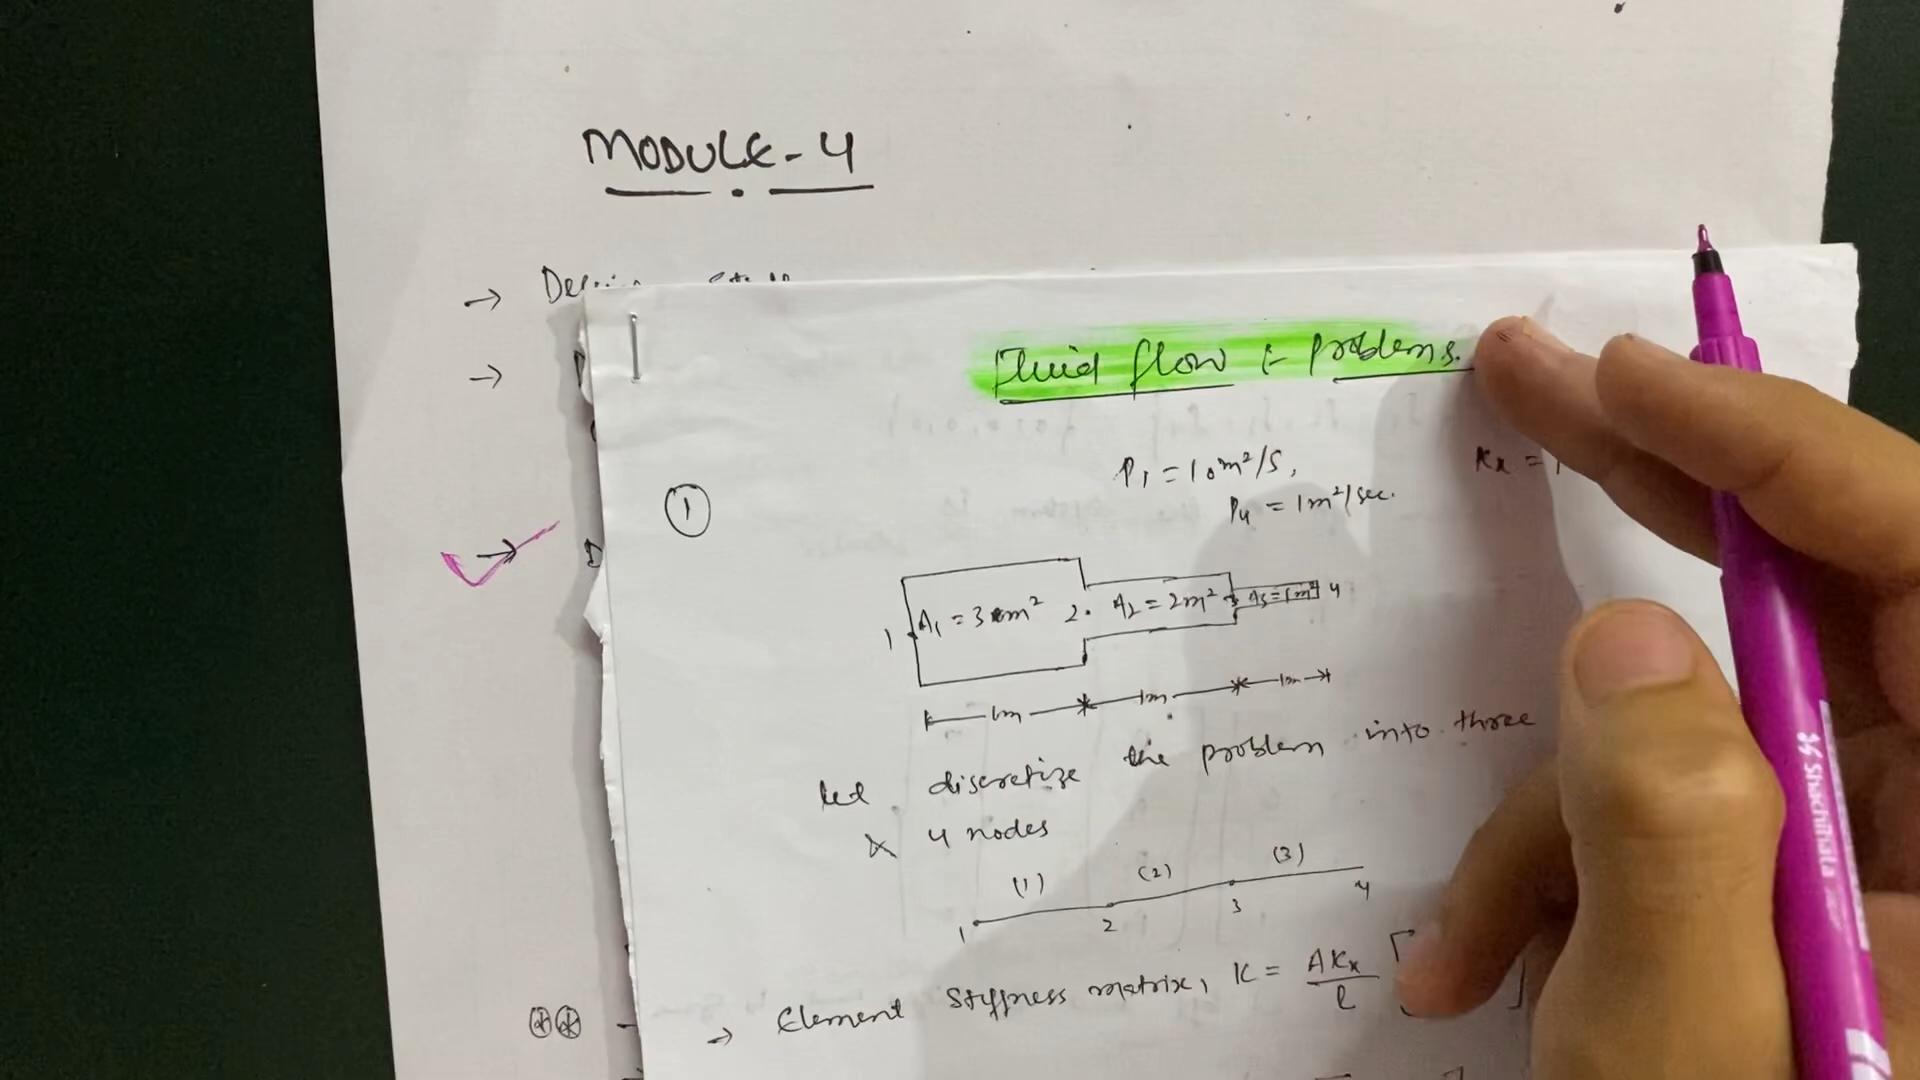 MODULE-4
→
→
→ D
Fluid flow :- Problems.
① P1 = 10m²/s, Kx =
P4 = 1m²/sec.
1 A1 = 3m² 2. A2 = 2m² 3 A3 = 1m² 4
1m 1m 1m
let discretize the problem into three
& 4 nodes
(1) (2) (3)
1 2 3 4
→ Element Stiffness matrix, K = AKx / l [ ]
Shachihata